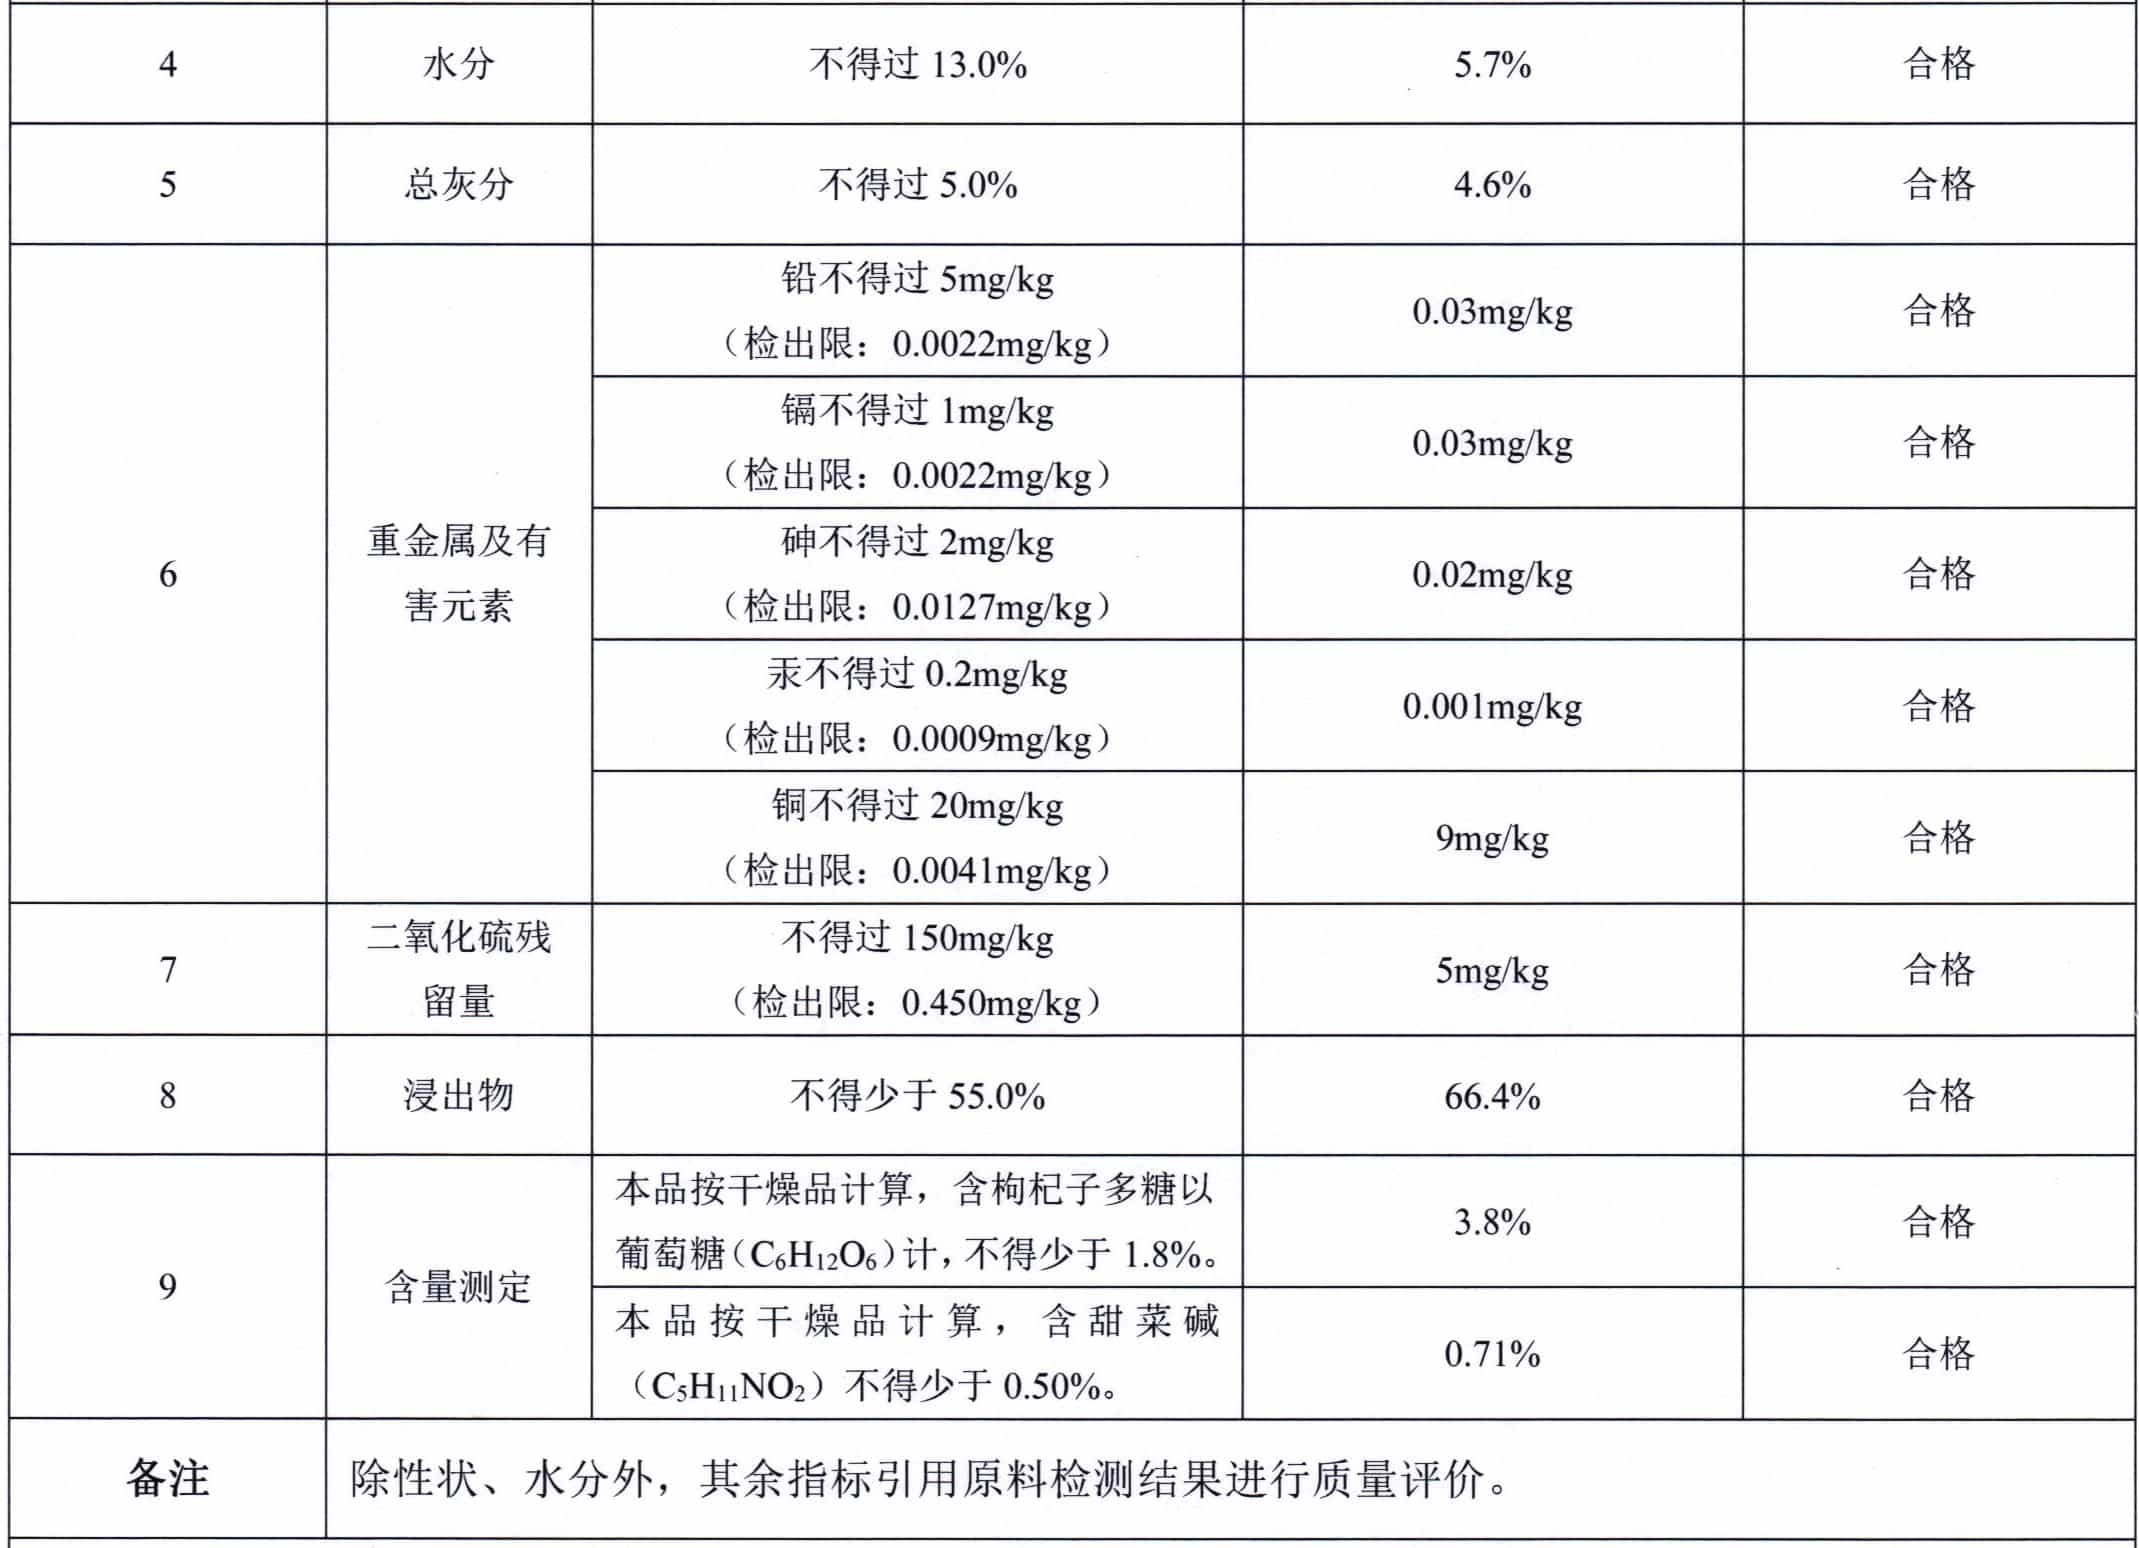 4 水分 不得过 13.0% 5.7% 合格
5 总灰分 不得过 5.0% 4.6% 合格
6
重金属及有
害元素
铅不得过 5mg/kg
（检出限：0.0022mg/kg）
0.03mg/kg 合格
镉不得过 1mg/kg
（检出限：0.0022mg/kg）
0.03mg/kg 合格
砷不得过 2mg/kg
（检出限：0.0127mg/kg）
0.02mg/kg 合格
汞不得过 0.2mg/kg
（检出限：0.0009mg/kg）
0.001mg/kg 合格
铜不得过 20mg/kg
（检出限：0.0041mg/kg）
9mg/kg 合格
7
二氧化硫残
留量
不得过 150mg/kg
（检出限：0.450mg/kg）
5mg/kg 合格
8 浸出物 不得少于 55.0% 66.4% 合格
9 含量测定
本品按干燥品计算，含枸杞子多糖以
葡萄糖（C₆H₁₂O₆）计，不得少于 1.8%。
3.8% 合格
本品按干燥品计算，含甜菜碱
（C₅H₁₁NO₂）不得少于 0.50%。
0.71% 合格
备注 除性状、水分外，其余指标引用原料检测结果进行质量评价。